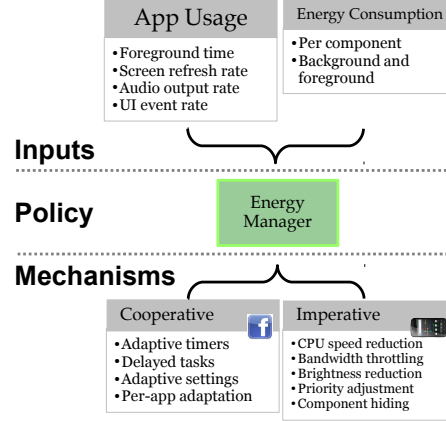 App Usage
• Foreground time
• Screen refresh rate
• Audio output rate
• UI event rate
Energy Consumption
• Per component
• Background and
foreground
Inputs
Policy
Energy
Manager
Mechanisms
Cooperative
f
• Adaptive timers
• Delayed tasks
• Adaptive settings
• Per-app adaptation
Imperative
• CPU speed reduction
• Bandwidth throttling
• Brightness reduction
• Priority adjustment
• Component hiding